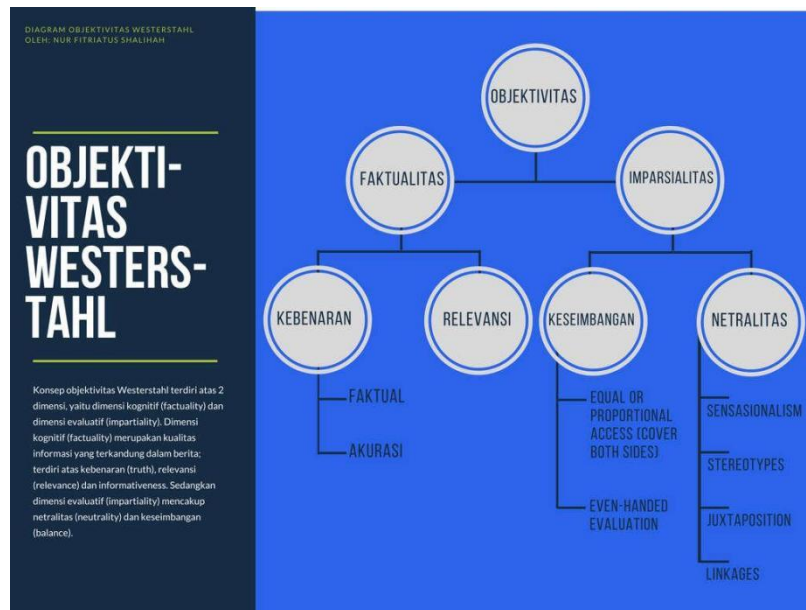 DIAGRAM OBJEKTIVITAS WESTERSTAHL
OLEH: NUR FITRIATUS SHALIHAH
OBJEKTI-
VITAS
WESTERS-
TAHL
Konsep objektivitas Westerstahl terdiri atas 2
dimensi, yaitu dimensi kognitif (factuality) dan
dimensi evaluatif (impartiality). Dimensi
kognitif (factuality) merupakan kualitas
informasi yang terkandung dalam berita;
terdiri atas kebenaran (truth), relevansi
(relevance) dan informativeness. Sedangkan
dimensi evaluatif (impartiality) mencakup
netralitas (neutrality) dan keseimbangan
(balance).
OBJEKTIVITAS
FAKTUALITAS
IMPARSIALITAS
KEBENARAN
RELEVANSI
KESEIMBANGAN
NETRALITAS
FAKTUAL
AKURASI
EQUAL OR
PROPORTIONAL
ACCESS (COVER
BOTH SIDES)
EVEN-HANDED
EVALUATION
SENSASIONALISM
STEREOTYPES
JUXTAPOSITION
LINKAGES